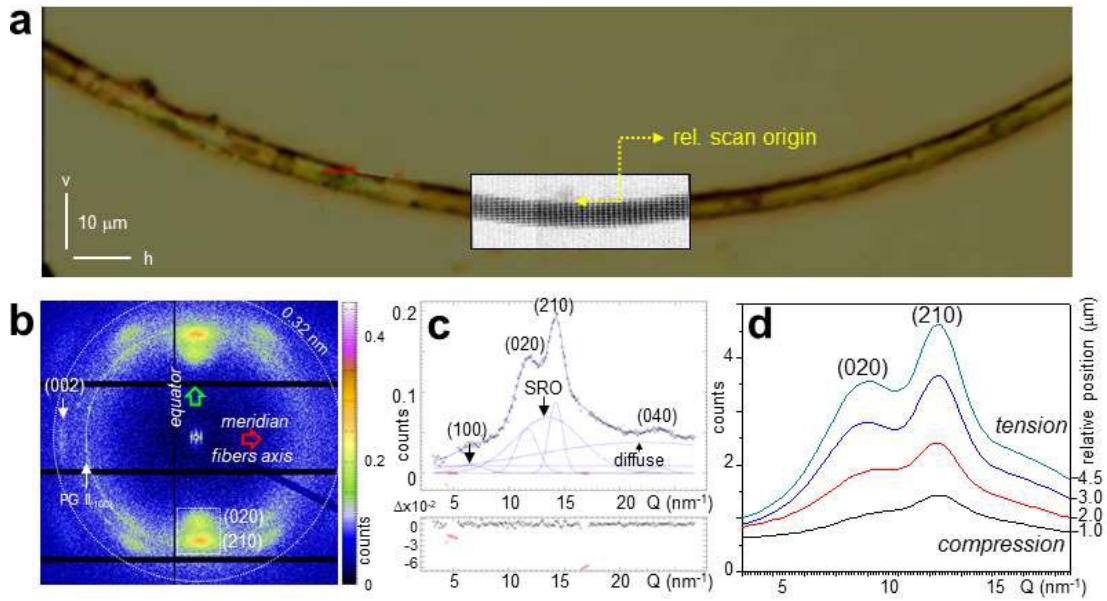 a
rel. scan origin
v
10 μm
h
b
0.32 nm
(002)
equator
meridian
fibers axis
PG II(100)
(020)
(210)
0.4
0.2
0
counts
c
0.2
0.1
0
counts
(210)
(020)
SRO
(100)
(040)
diffuse
5 10 15 20 Q (nm-1)
Δx10-2
0
-3
-6
5 10 15 20 Q (nm-1)
d
4
2
0
counts
(210)
(020)
tension
compression
4.5
3.0
2.0
1.0
relative position (μm)
5 10 15 Q (nm-1)